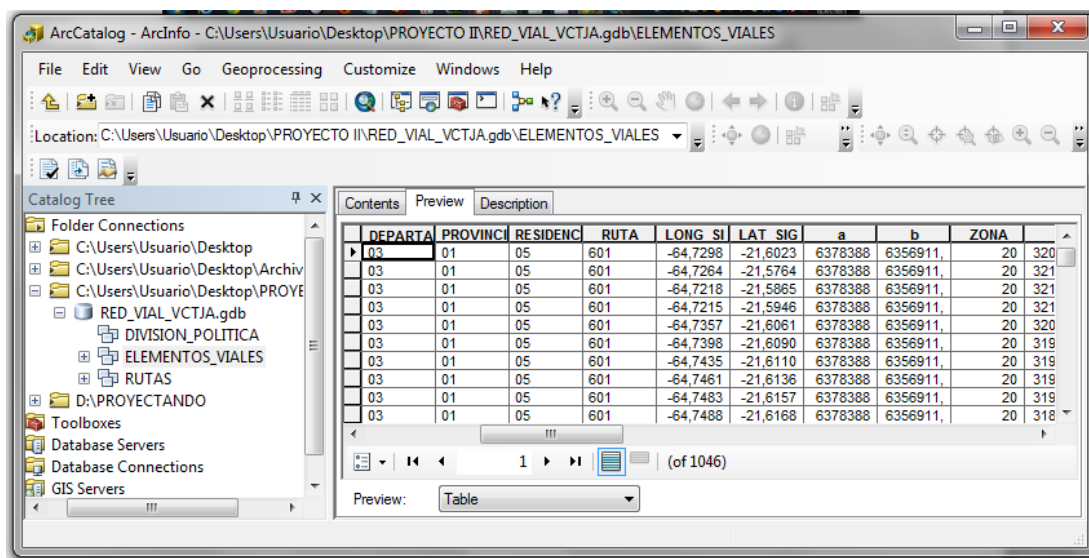 ArcCatalog - ArcInfo - C:\Users\Usuario\Desktop\PROYECTO II\RED_VIAL_VCTJA.gdb\ELEMENTOS_VIALES
File Edit View Go Geoprocessing Customize Windows Help
Location: C:\Users\Usuario\Desktop\PROYECTO II\RED_VIAL_VCTJA.gdb\ELEMENTOS_VIALES
Catalog Tree
Folder Connections
C:\Users\Usuario\Desktop
C:\Users\Usuario\Desktop\Archiv
C:\Users\Usuario\Desktop\PROYE
RED_VIAL_VCTJA.gdb
DIVISION_POLITICA
ELEMENTOS_VIALES
RUTAS
D:\PROYECTANDO
Toolboxes
Database Servers
Database Connections
GIS Servers
Contents Preview Description
DEPARTA PROVINCI RESIDENC RUTA LONG_SI LAT_SIG a b ZONA
03 01 05 601 -64,7298 -21,6023 6378388 6356911, 20 320
03 01 05 601 -64,7264 -21,5764 6378388 6356911, 20 321
03 01 05 601 -64,7218 -21,5865 6378388 6356911, 20 321
03 01 05 601 -64,7215 -21,5946 6378388 6356911, 20 321
03 01 05 601 -64,7357 -21,6061 6378388 6356911, 20 320
03 01 05 601 -64,7398 -21,6090 6378388 6356911, 20 319
03 01 05 601 -64,7435 -21,6110 6378388 6356911, 20 319
03 01 05 601 -64,7461 -21,6136 6378388 6356911, 20 319
03 01 05 601 -64,7483 -21,6157 6378388 6356911, 20 319
03 01 05 601 -64,7488 -21,6168 6378388 6356911, 20 318
1 (of 1046)
Preview: Table